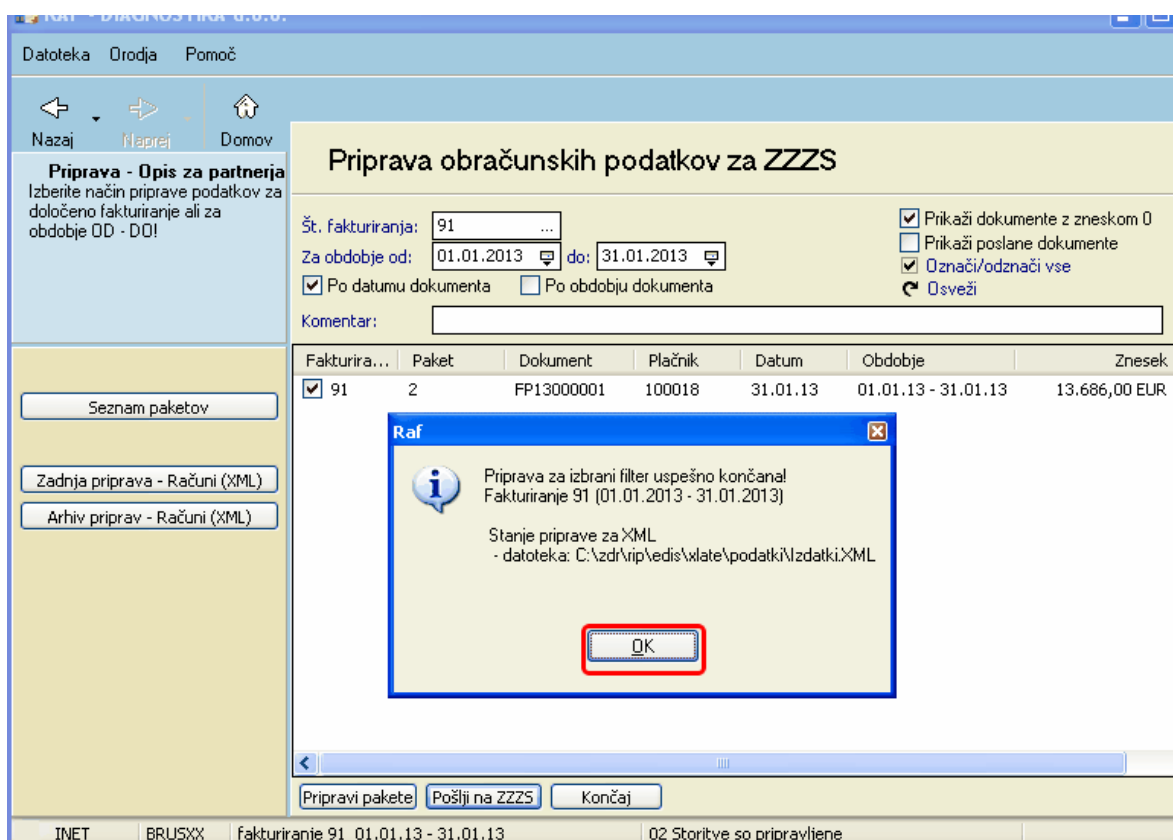 RAF - DIAGNOSTIKA d.o.o.
Datoteka Orodja Pomoč
Nazaj Naprej Domov
Priprava - Opis za partnerja
Izberite način priprave podatkov za
določeno fakturiranje ali za
obdobje OD - DO!
Seznam paketov
Zadnja priprava - Računi (XML)
Arhiv priprav - Računi (XML)
Priprava obračunskih podatkov za ZZZS
Št. fakturiranja: 91 ...
Za obdobje od: 01.01.2013 do: 31.01.2013
Po datumu dokumenta Po obdobju dokumenta
Komentar:
Prikaži dokumente z zneskom 0
Prikaži poslane dokumente
Označi/odznači vse
Osveži
Fakturira... Paket Dokument Plačnik Datum Obdobje Znesek
91 2 FP13000001 100018 31.01.13 01.01.13 - 31.01.13 13.686,00 EUR
Raf
Priprava za izbrani filter uspešno končana!
Fakturiranje 91 (01.01.2013 - 31.01.2013)
Stanje priprave za XML
- datoteka: C:\zdr\rip\edis\xlate\podatki\Izdatki.XML
OK
Pripravi pakete Pošlji na ZZZS Končaj
INET BRUSXX fakturiranje 91 01.01.13 - 31.01.13 02 Storitve so pripravljene